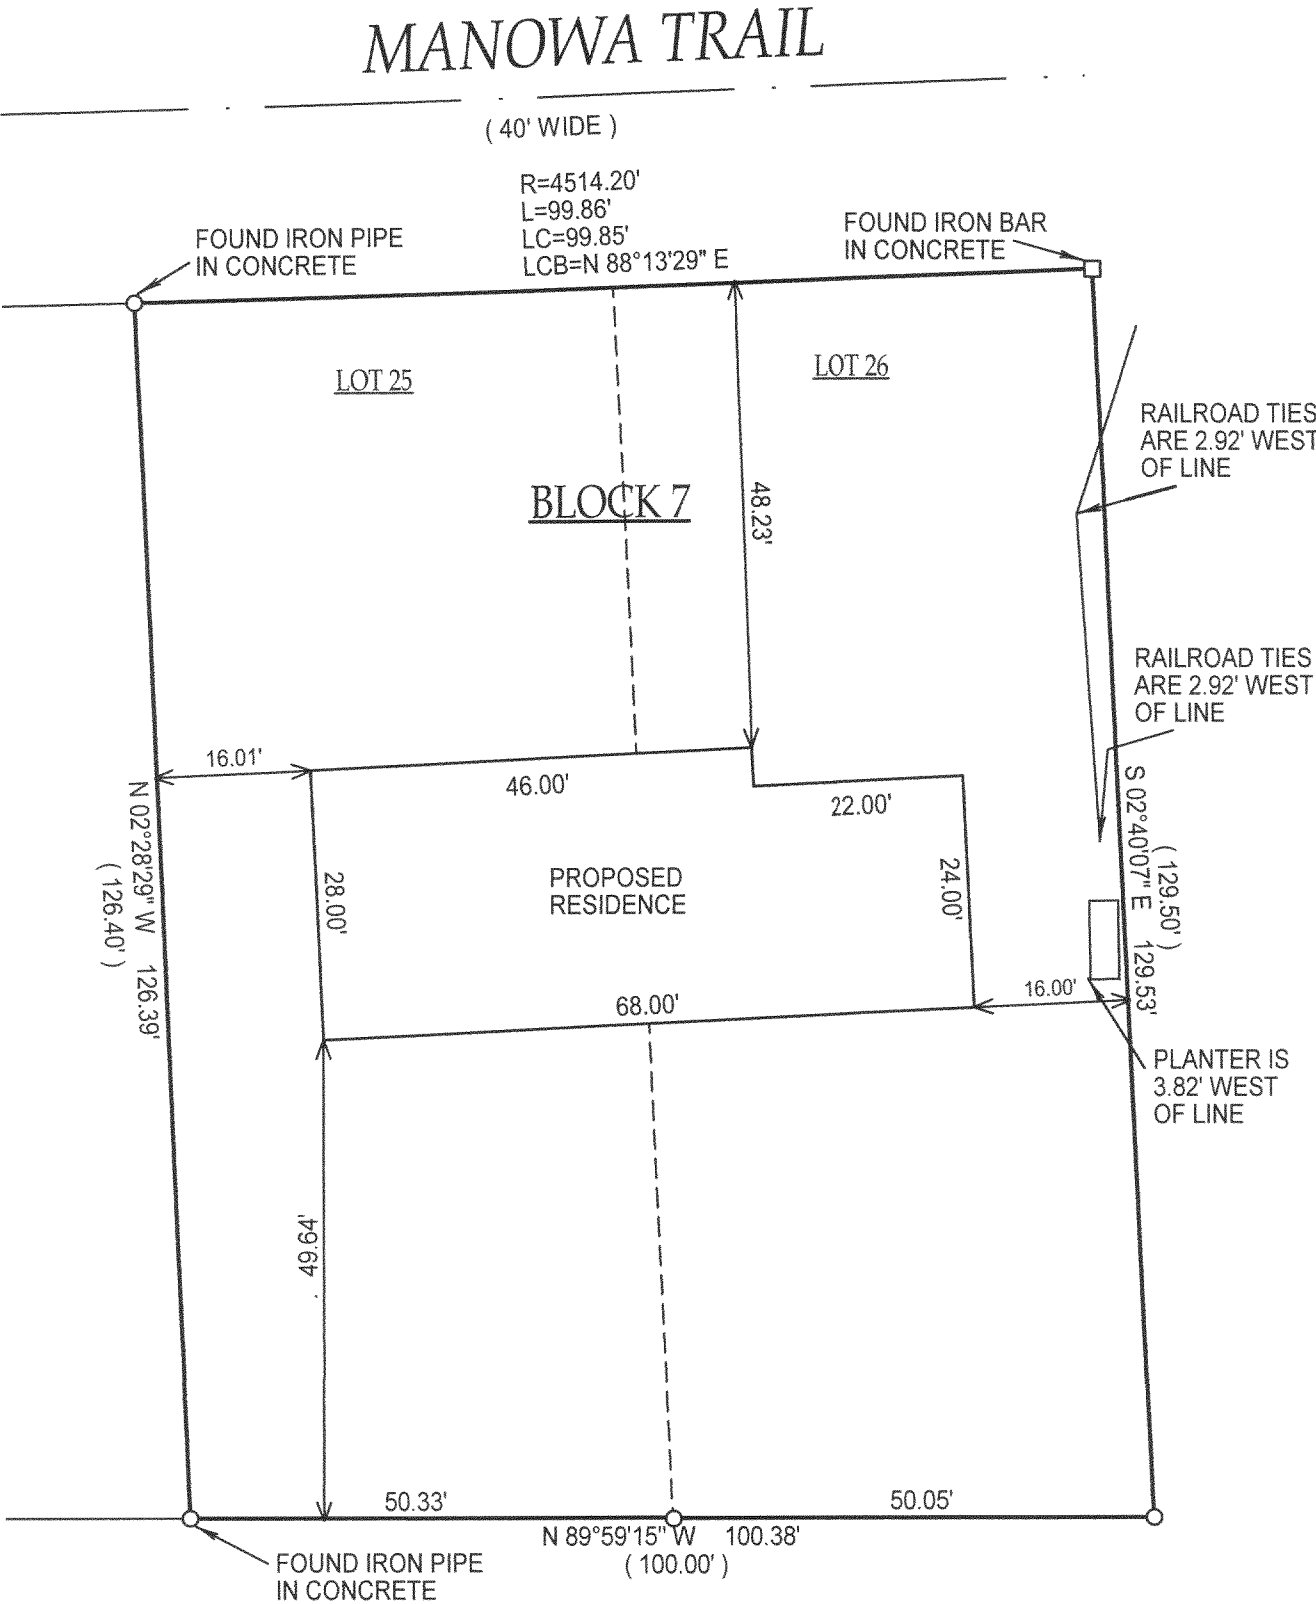 MANOWA TRAIL
( 40' WIDE )
R=4514.20'
L=99.86'
LC=99.85'
LCB=N 88°13'29" E
FOUND IRON PIPE
IN CONCRETE
FOUND IRON BAR
IN CONCRETE
LOT 25
LOT 26
RAILROAD TIES
ARE 2.92' WEST
OF LINE
BLOCK 7
48.23'
RAILROAD TIES
ARE 2.92' WEST
OF LINE
16.01'
46.00'
22.00'
N 02°28'29" W 126.39'
( 126.40' )
28.00'
PROPOSED
RESIDENCE
24.00'
S 02°40'07" E 129.53'
( 129.50' )
68.00'
16.00'
PLANTER IS
3.82' WEST
OF LINE
49.64'
50.33'
50.05'
N 89°59'15" W 100.38'
( 100.00' )
FOUND IRON PIPE
IN CONCRETE